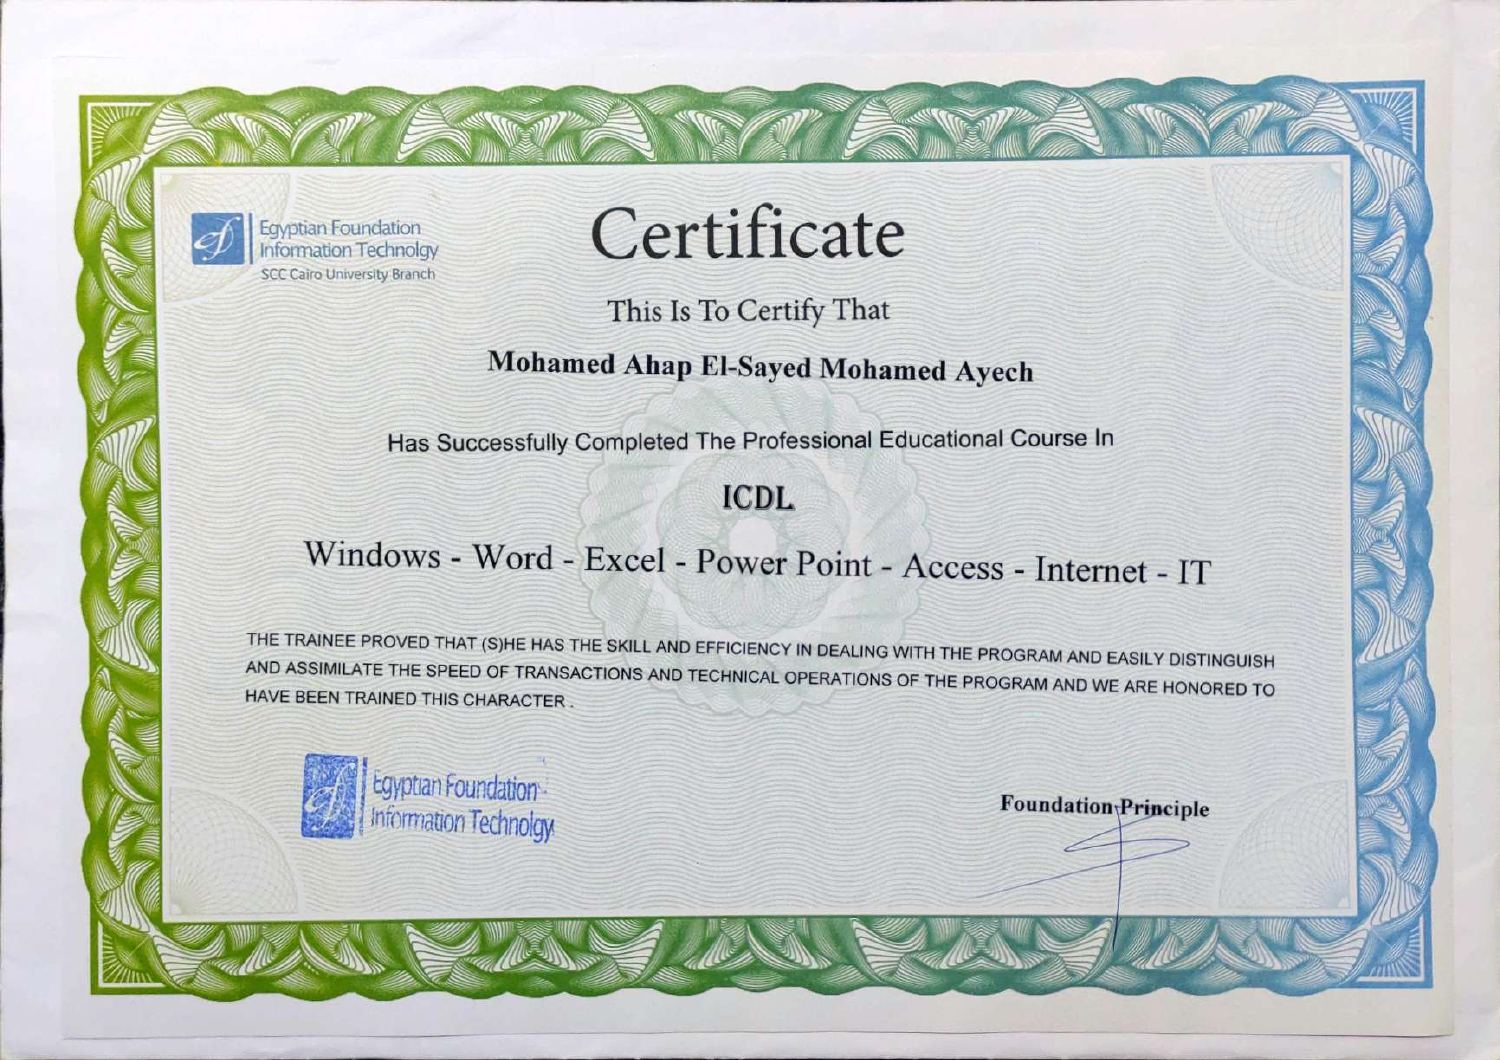 Egyptian Foundation
Information Technolgy
SCC Cairo University Branch
Certificate
This Is To Certify That
Mohamed Ahap El-Sayed Mohamed Ayech
Has Successfully Completed The Professional Educational Course In
ICDL
Windows - Word - Excel - Power Point - Access - Internet - IT
THE TRAINEE PROVED THAT (S)HE HAS THE SKILL AND EFFICIENCY IN DEALING WITH THE PROGRAM AND EASILY DISTINGUISH
AND ASSIMILATE THE SPEED OF TRANSACTIONS AND TECHNICAL OPERATIONS OF THE PROGRAM AND WE ARE HONORED TO
HAVE BEEN TRAINED THIS CHARACTER .
Egyptian Foundation
Information Technolgy
Foundation Principle